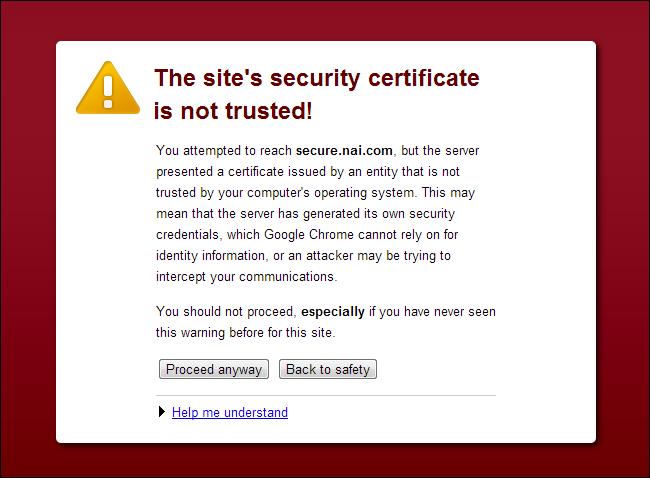 The site's security certificate
is not trusted!
You attempted to reach secure.nai.com, but the server
presented a certificate issued by an entity that is not
trusted by your computer's operating system. This may
mean that the server has generated its own security
credentials, which Google Chrome cannot rely on for
identity information, or an attacker may be trying to
intercept your communications.
You should not proceed, especially if you have never seen
this warning before for this site.
Proceed anyway Back to safety
Help me understand